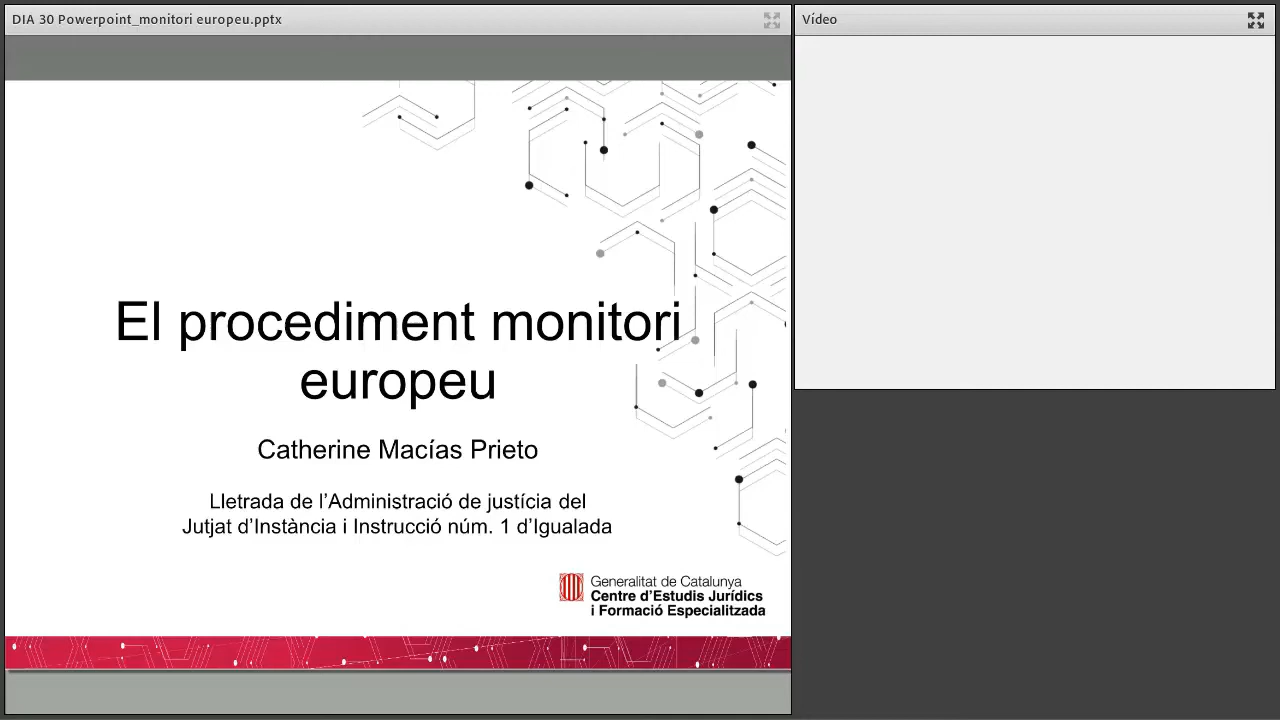 DIA 30 Powerpoint_monitori europeu.pptx
Vídeo
El procediment monitori
europeu
Catherine Macías Prieto
Lletrada de l’Administració de justícia del
Jutjat d’Instància i Instrucció núm. 1 d’Igualada
Generalitat de Catalunya
Centre d’Estudis Jurídics
i Formació Especialitzada